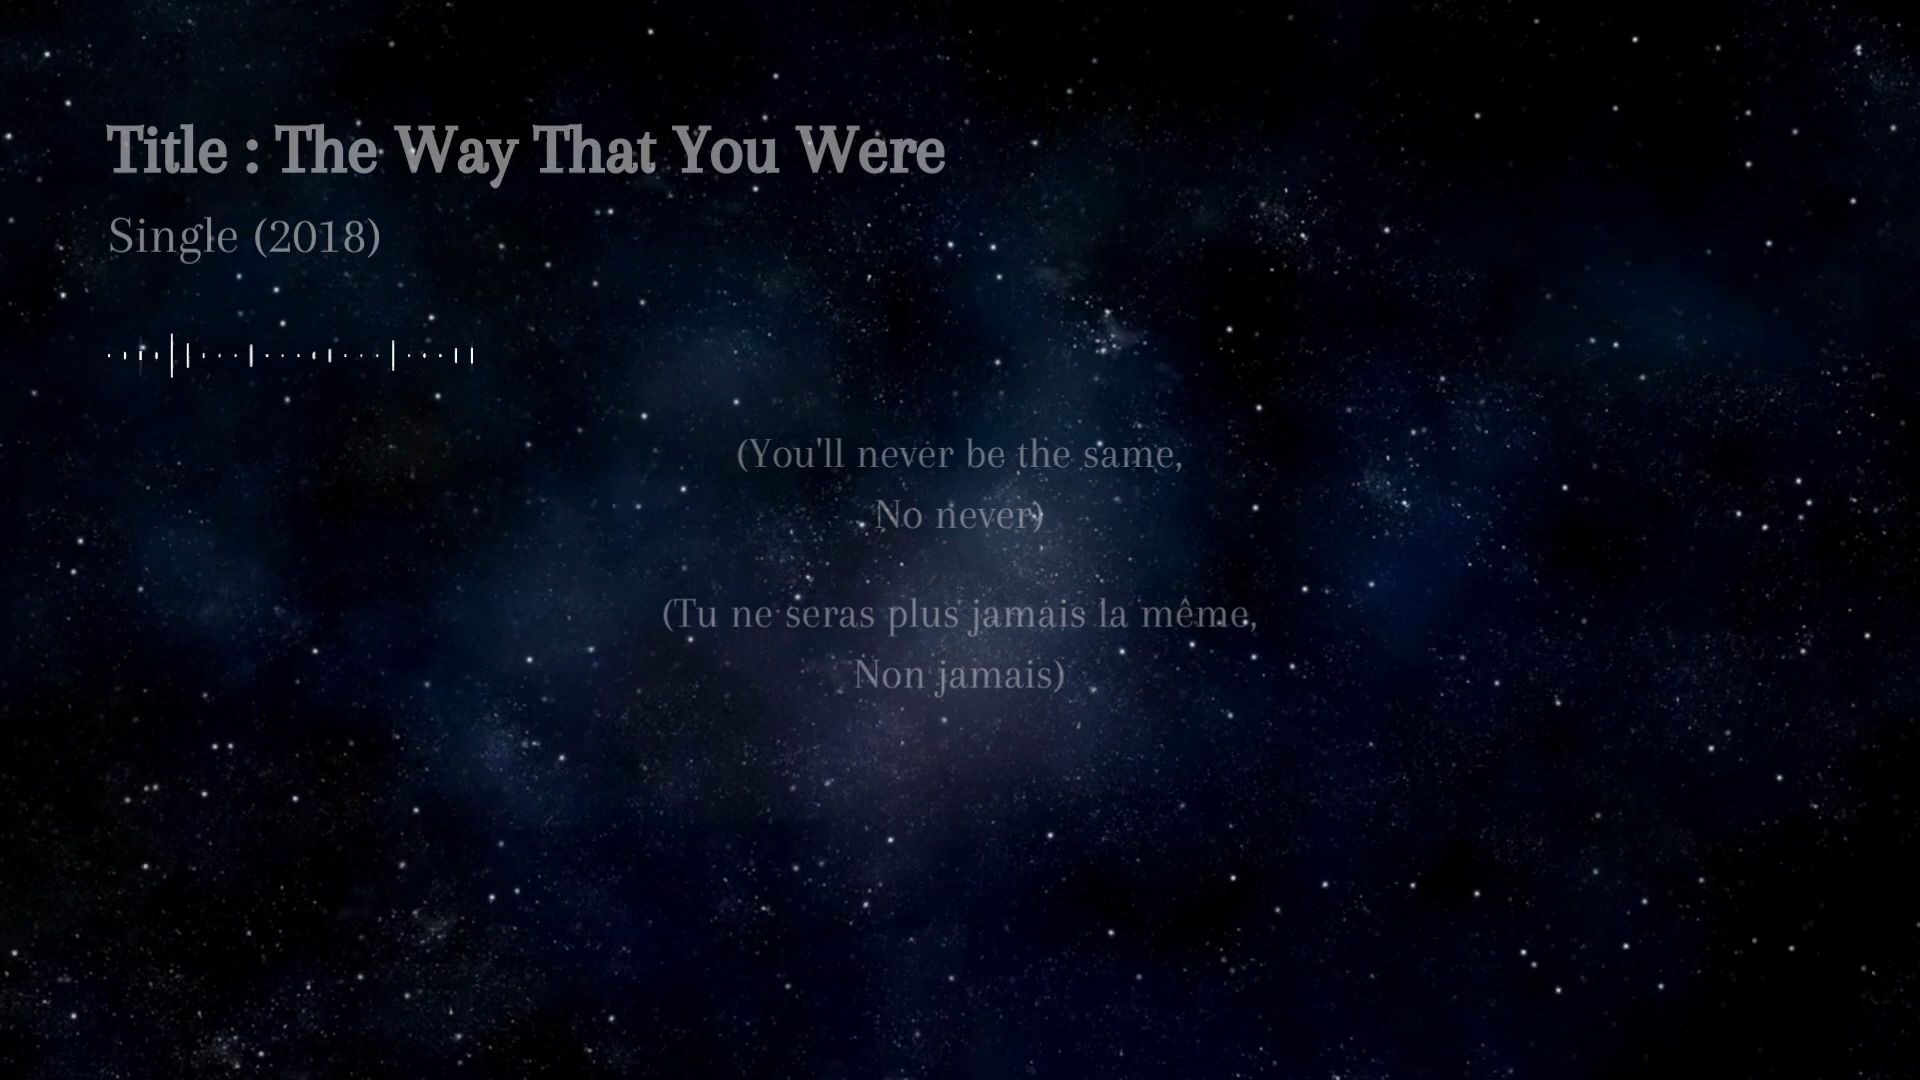 Title : The Way That You Were
Single (2018)
(You'll never be the same,
No never)
(Tu ne seras plus jamais la même,
Non jamais)